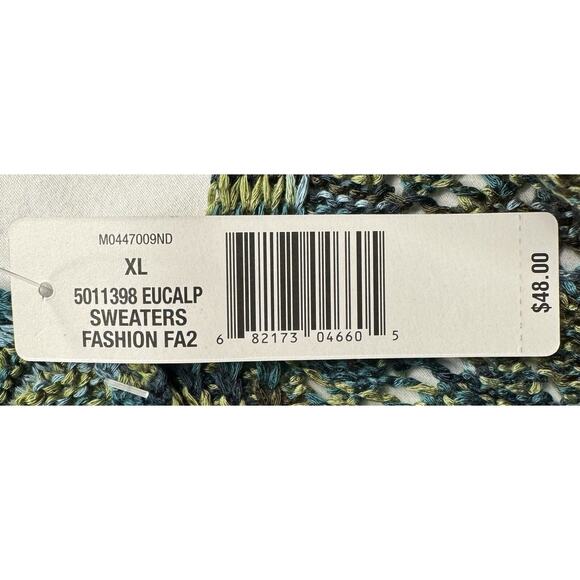 M0447009ND
XL
5011398 EUCALP
SWEATERS
FASHION FA2
6 82173 04660 5
$48.00